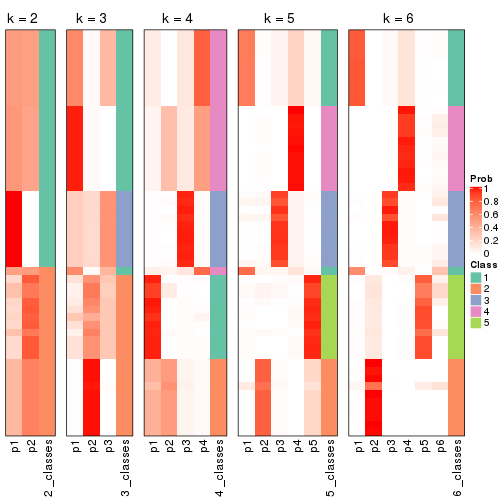 k = 2
k = 3
k = 4
k = 5
k = 6
p1
p2
2_classes
p1
p2
p3
3_classes
p1
p2
p3
p4
4_classes
p1
p2
p3
p4
p5
5_classes
p1
p2
p3
p4
p5
p6
6_classes
Prob
1
0.8
0.6
0.4
0.2
0
Class
1
2
3
4
5